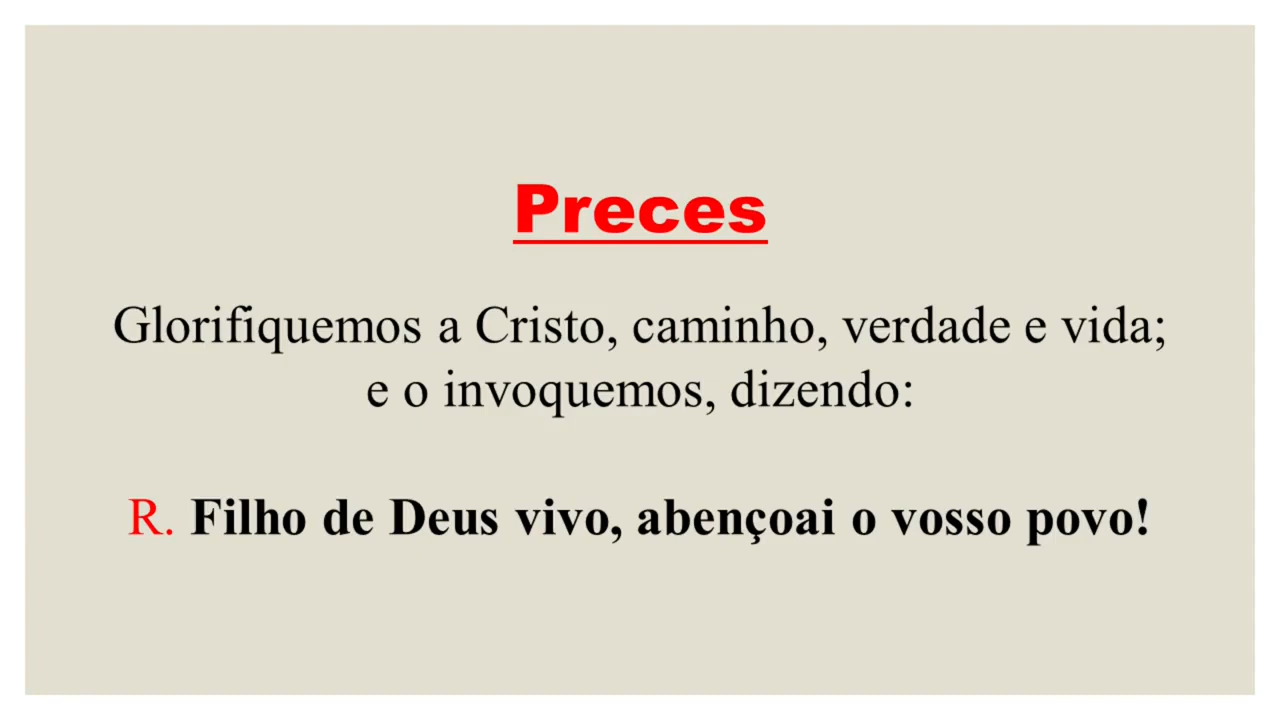 Preces
Glorifiquemos a Cristo, caminho, verdade e vida;
e o invoquemos, dizendo:
R. Filho de Deus vivo, abençoai o vosso povo!